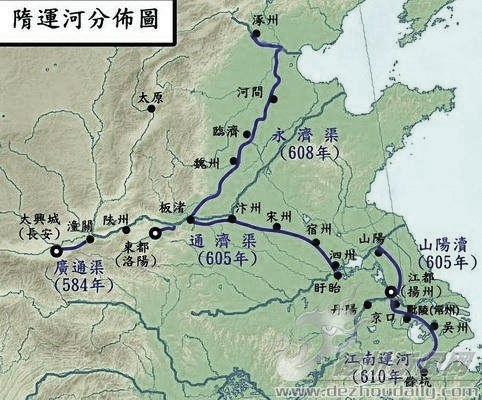 隋運河分佈圖
涿州
河間
太原
臨濟
永濟渠
(608年)
魏州
板渚
汴州
宋州
宿州
泗州
盱眙
大興城
(長安)
潼關
陝州
東都
(洛陽)
通濟渠
(605年)
廣通渠
(584年)
山陽
山陽瀆
(605年)
江都
(揚州)
丹陽
京口
毗陵(常州)
吳州
江南運河
(610年)
餘杭
www.dezhoudaily.com